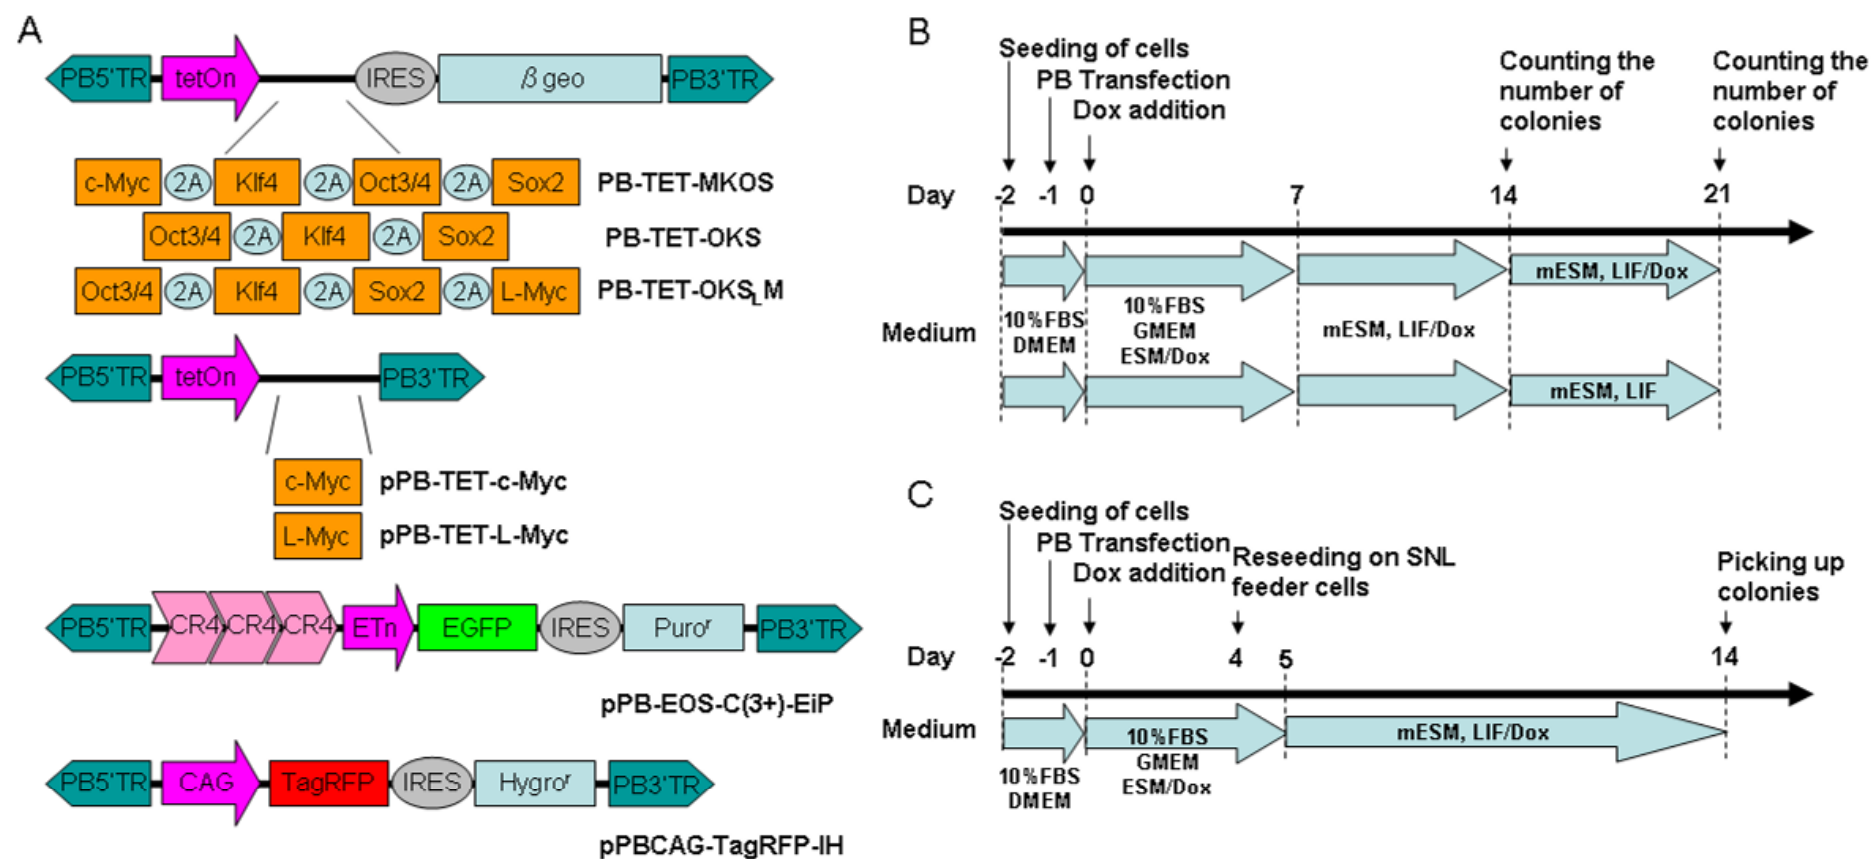 A
PB5'TR tetOn IRES βgeo PB3'TR
c-Myc 2A Klf4 2A Oct3/4 2A Sox2 PB-TET-MKOS
Oct3/4 2A Klf4 2A Sox2 PB-TET-OKS
Oct3/4 2A Klf4 2A Sox2 2A L-Myc PB-TET-OKSLM
PB5'TR tetOn PB3'TR
c-Myc pPB-TET-c-Myc
L-Myc pPB-TET-L-Myc
PB5'TR CR4 CR4 CR4 ETn EGFP IRES Puroʳ PB3'TR
pPB-EOS-C(3+)-EiP
PB5'TR CAG TagRFP IRES Hygroʳ PB3'TR
pPBCAG-TagRFP-IH
B
Seeding of cells
PB Transfection
Dox addition
Counting the
number of
colonies
Counting the
number of
colonies
Day -2 -1 0 7 14 21
mESM, LIF/Dox
Medium
10%FBS
DMEM
10%FBS
GMEM
ESM/Dox
mESM, LIF/Dox
mESM, LIF
C
Seeding of cells
PB Transfection
Dox addition
Reseeding on SNL
feeder cells
Picking up
colonies
Day -2 -1 0 4 5 14
Medium
10%FBS
DMEM
10%FBS
GMEM
ESM/Dox
mESM, LIF/Dox